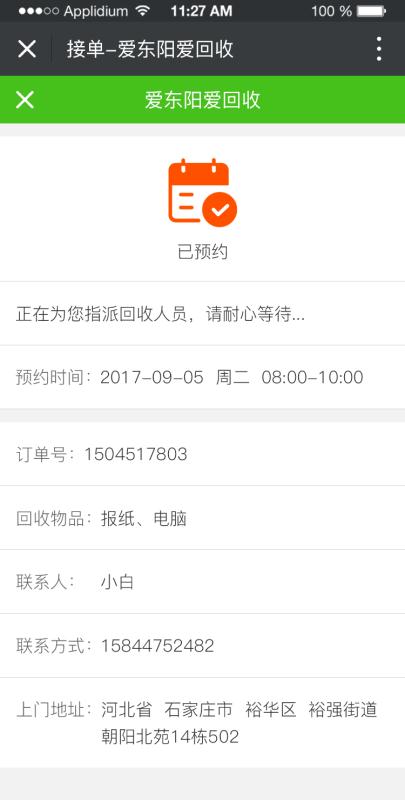 Applidium 11:27 AM 100 %
接单-爱东阳爱回收
爱东阳爱回收
已预约
正在为您指派回收人员，请耐心等待...
预约时间：2017-09-05 周二 08:00-10:00
订单号：1504517803
回收物品：报纸、电脑
联系人： 小白
联系方式：15844752482
上门地址：河北省 石家庄市 裕华区 裕强街道
朝阳北苑14栋502